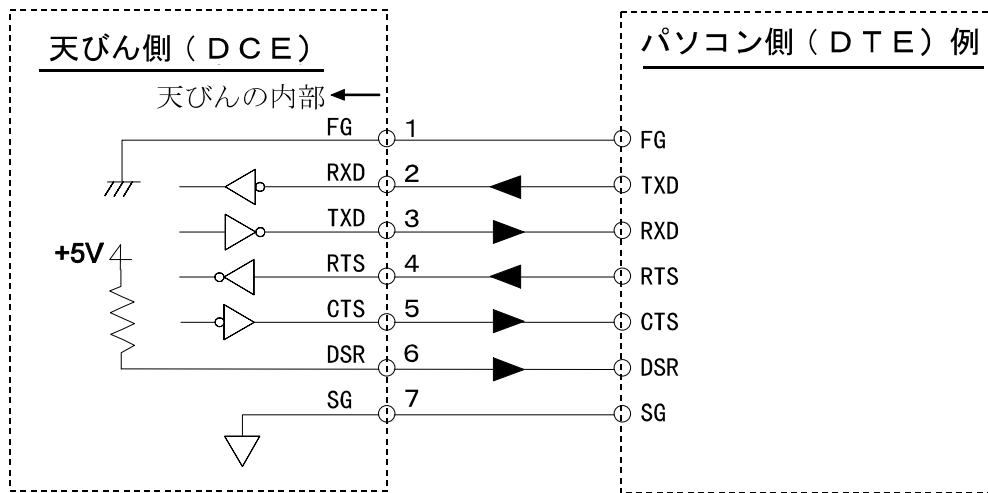 天びん側（ＤＣＥ）
パソコン側（ＤＴＥ）例
天びんの内部
FG 1 FG
RXD 2 TXD
TXD 3 RXD
+5V
RTS 4 RTS
CTS 5 CTS
DSR 6 DSR
SG 7 SG